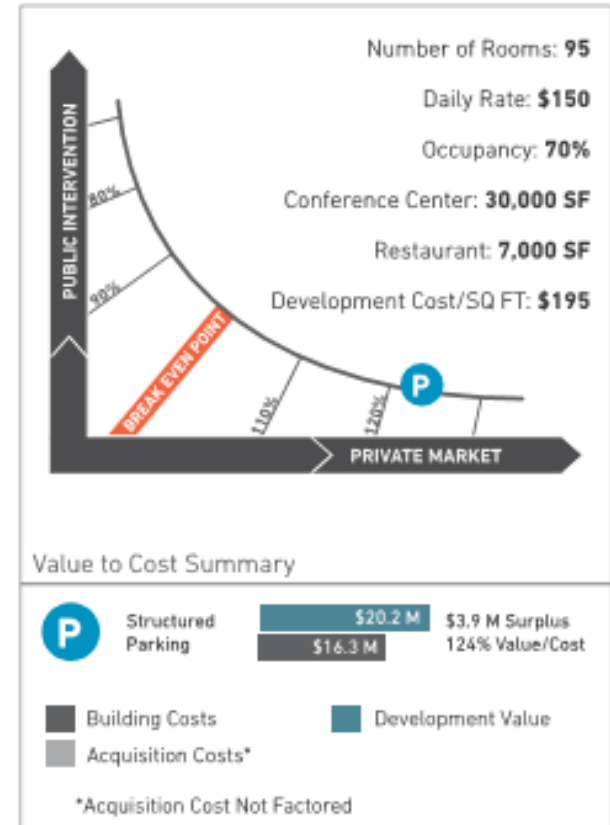 Number of Rooms: 95
Daily Rate: $150
Occupancy: 70%
Conference Center: 30,000 SF
Restaurant: 7,000 SF
Development Cost/SQ FT: $195
PUBLIC INTERVENTION
80%
90%
BREAK EVEN POINT
110%
120%
P
PRIVATE MARKET
Value to Cost Summary
P
Structured
Parking
$20.2 M
$16.3 M
$3.9 M Surplus
124% Value/Cost
Building Costs
Development Value
Acquisition Costs*
*Acquisition Cost Not Factored